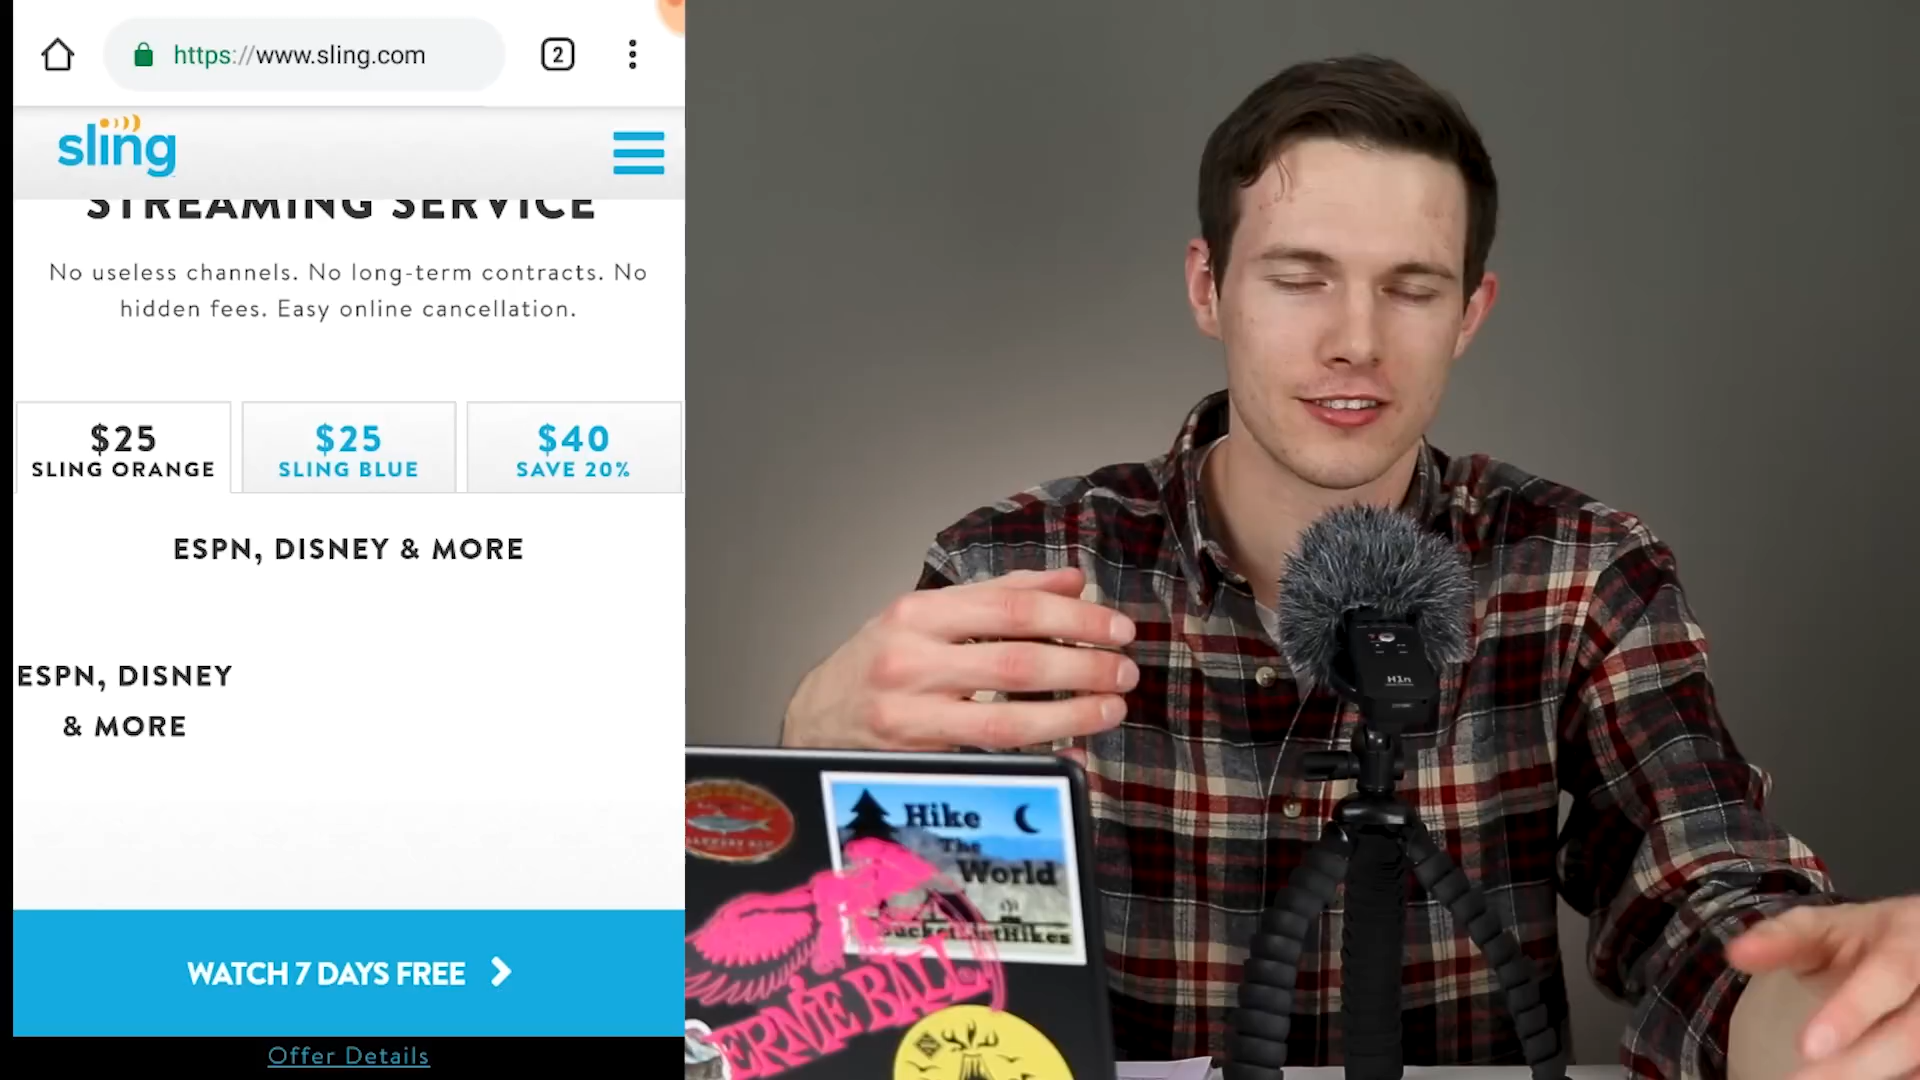 https://www.sling.com
2
sling
STREAMING SERVICE
No useless channels. No long-term contracts. No
hidden fees. Easy online cancellation.
$25
SLING ORANGE
$25
SLING BLUE
$40
SAVE 20%
ESPN, DISNEY & MORE
ESPN, DISNEY
& MORE
WATCH 7 DAYS FREE
Offer Details
H1n
Hike
The
World
BucketListHikes
ERNIE BALL